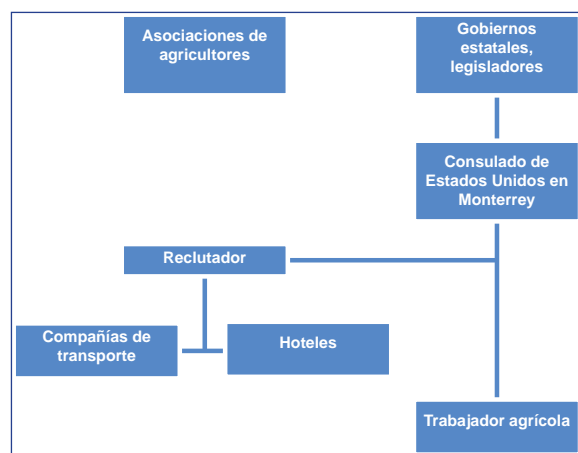 Asociaciones de
agricultores
Gobiernos
estatales,
legisladores
Consulado de
Estados Unidos en
Monterrey
Reclutador
Compañías de
transporte
Hoteles
Trabajador agrícola